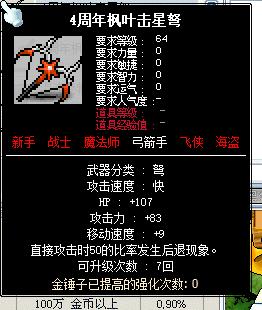 4周年枫叶击星弩
要求等级： 64
要求力量： 0
要求敏捷： 0
要求智力： 0
要求运气： 0
要求人气度： -
道具等级： -
道具经验值： -
新手 战士 魔法师 弓箭手 飞侠 海盗
武器分类 : 弩
攻击速度 : 快
HP : +107
攻击力 : +83
移动速度 : +9
直接攻击时50的比率发生后退现象。
可升级次数 : 7回
金锤子已提高的强化次数: 0
100万 金币以上 0,90%